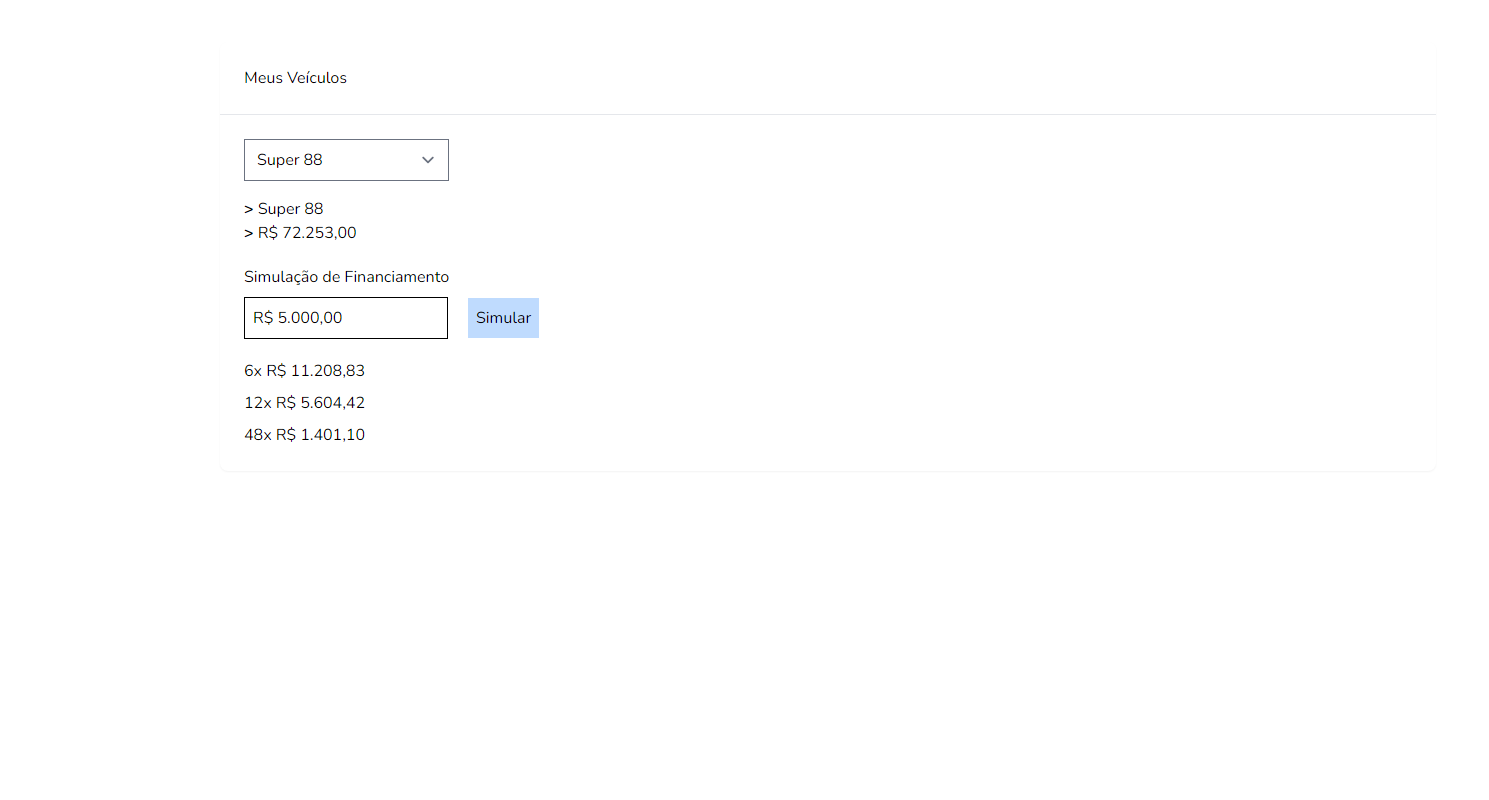 Meus Veículos
Super 88
> Super 88
> R$ 72.253,00
Simulação de Financiamento
R$ 5.000,00 Simular
6x R$ 11.208,83
12x R$ 5.604,42
48x R$ 1.401,10